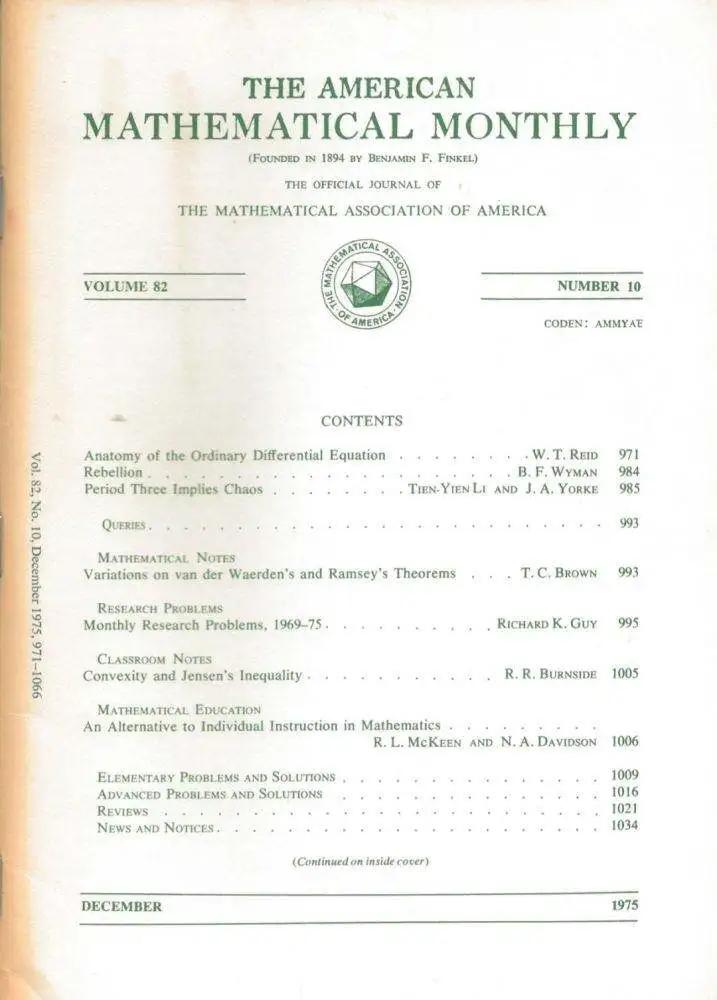 THE AMERICAN
MATHEMATICAL MONTHLY
(FOUNDED IN 1894 BY BENJAMIN F. FINKEL)
THE OFFICIAL JOURNAL OF
THE MATHEMATICAL ASSOCIATION OF AMERICA
THE MATHEMATICAL ASSOCIATION
· OF AMERICA ·
VOLUME 82
NUMBER 10
CODEN: AMMYAE
CONTENTS
Anatomy of the Ordinary Differential Equation . . . . . . . . W. T. REID 971
Rebellion . . . . . . . . . . . . . . . . . . . . . B. F. WYMAN 984
Period Three Implies Chaos . . . . . . . . TIEN-YIEN LI AND J. A. YORKE 985
QUERIES . . . . . . . . . . . . . . . . . . . . . . . . . . 993
MATHEMATICAL NOTES
Variations on van der Waerden's and Ramsey's Theorems . . . T. C. BROWN 993
RESEARCH PROBLEMS
Monthly Research Problems, 1969–75 . . . . . . . . . . RICHARD K. GUY 995
CLASSROOM NOTES
Convexity and Jensen's Inequality . . . . . . . . . . . R. R. BURNSIDE 1005
MATHEMATICAL EDUCATION
An Alternative to Individual Instruction in Mathematics . . . . . . . . .
R. L. MCKEEN AND N. A. DAVIDSON 1006
ELEMENTARY PROBLEMS AND SOLUTIONS . . . . . . . . . . . . . . . 1009
ADVANCED PROBLEMS AND SOLUTIONS . . . . . . . . . . . . . . . 1016
REVIEWS . . . . . . . . . . . . . . . . . . . . . . . . . 1021
NEWS AND NOTICES . . . . . . . . . . . . . . . . . . . . . . 1034
(Continued on inside cover)
DECEMBER
1975
Vol. 82, No. 10, December 1975, 971–1066